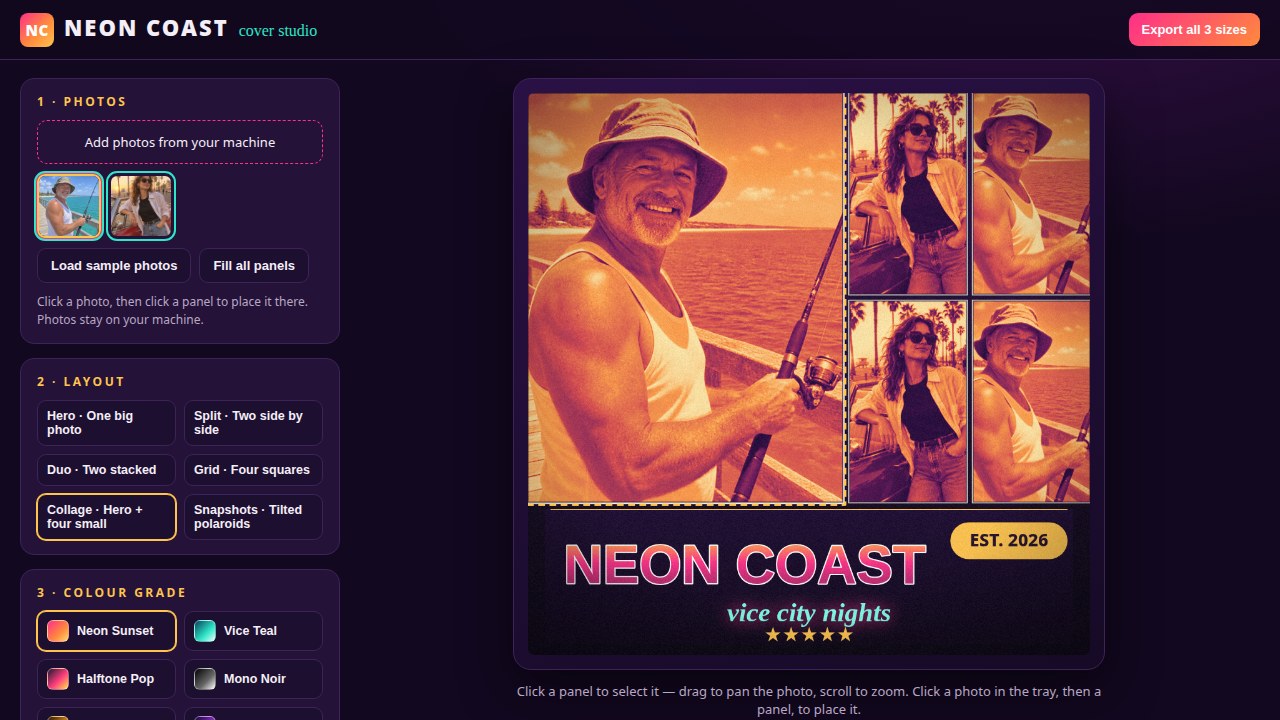 NC NEON COAST cover studio
Export all 3 sizes
1 · PHOTOS
Add photos from your machine
Load sample photos
Fill all panels
Click a photo, then click a panel to place it there.
Photos stay on your machine.
2 · LAYOUT
Hero · One big
photo
Split · Two side by
side
Duo · Two stacked
Grid · Four squares
Collage · Hero +
four small
Snapshots · Tilted
polaroids
3 · COLOUR GRADE
Neon Sunset
Vice Teal
Halftone Pop
Mono Noir
EST. 2026
NEON COAST
vice city nights
★★★★★
Click a panel to select it — drag to pan the photo, scroll to zoom. Click a photo in the tray, then a
panel, to place it.